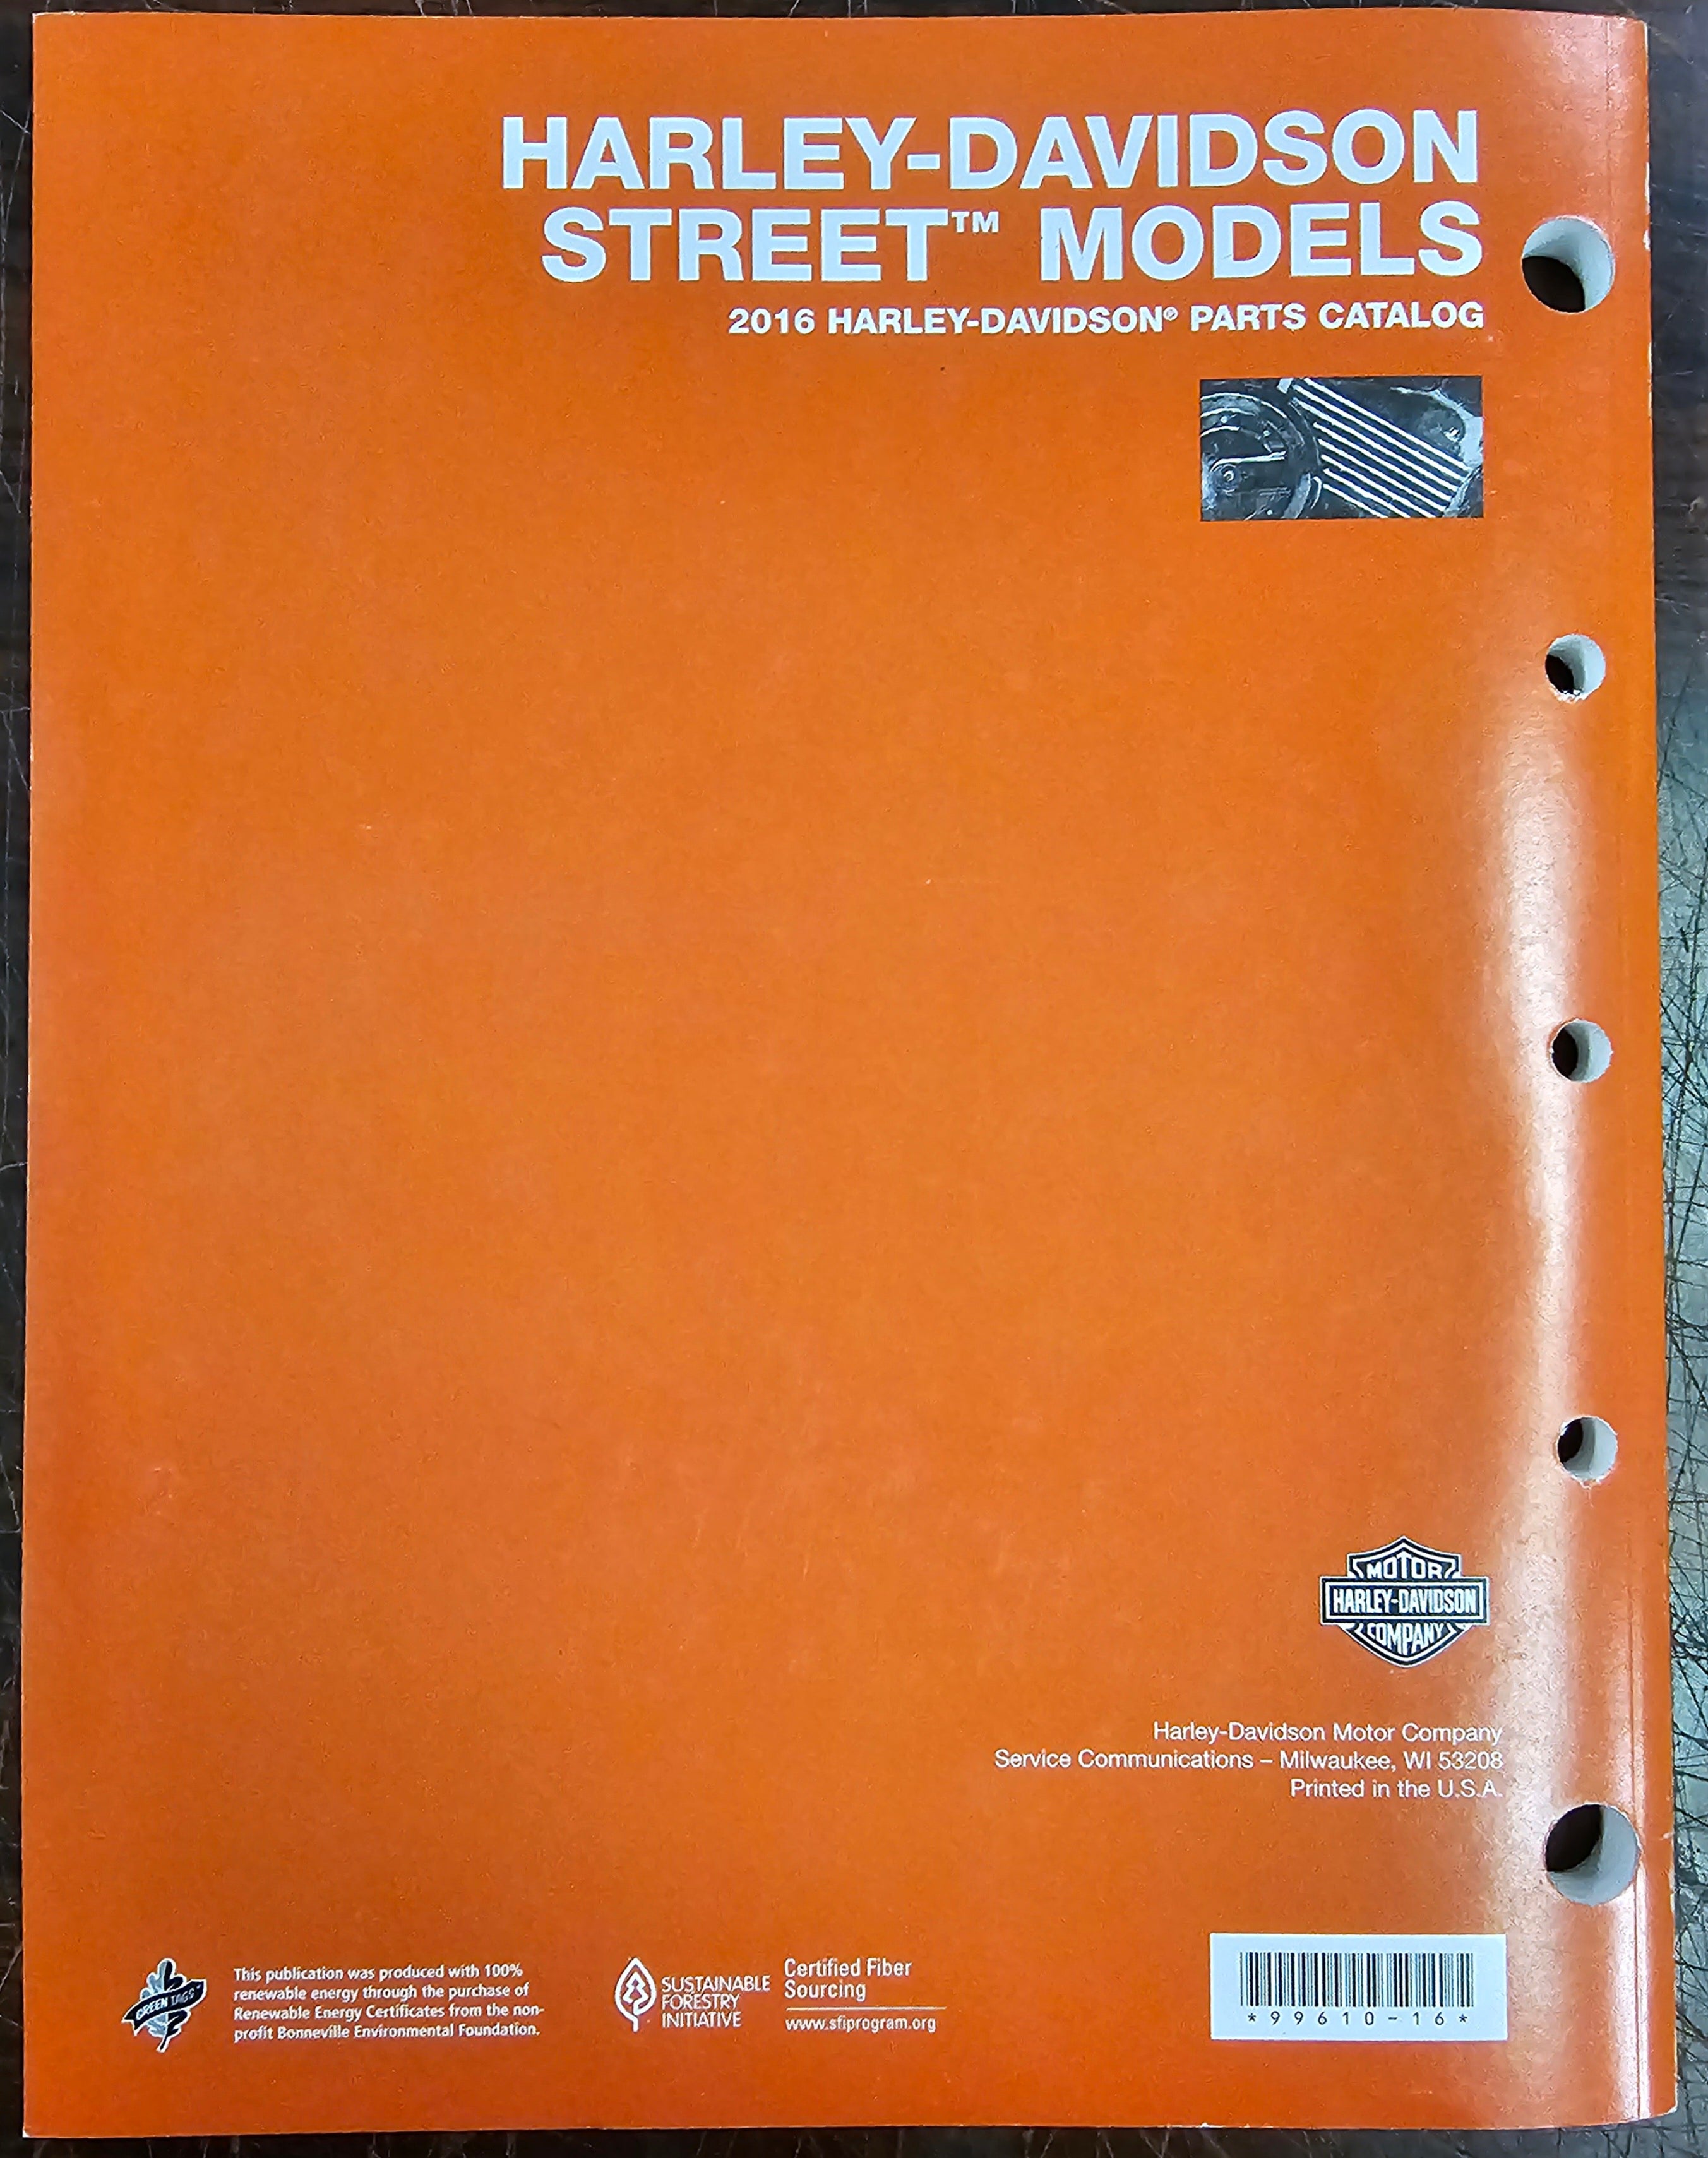 HARLEY-DAVIDSON
STREET™ MODELS
2016 HARLEY-DAVIDSON® PARTS CATALOG
MOTOR
HARLEY-DAVIDSON
COMPANY
Harley-Davidson Motor Company
Service Communications – Milwaukee, WI 53208
Printed in the U.S.A.
GREEN TAGS
This publication was produced with 100%
renewable energy through the purchase of
Renewable Energy Certificates from the non-
profit Bonneville Environmental Foundation.
SUSTAINABLE
FORESTRY
INITIATIVE
Certified Fiber
Sourcing
www.sfiprogram.org
*99610-16*